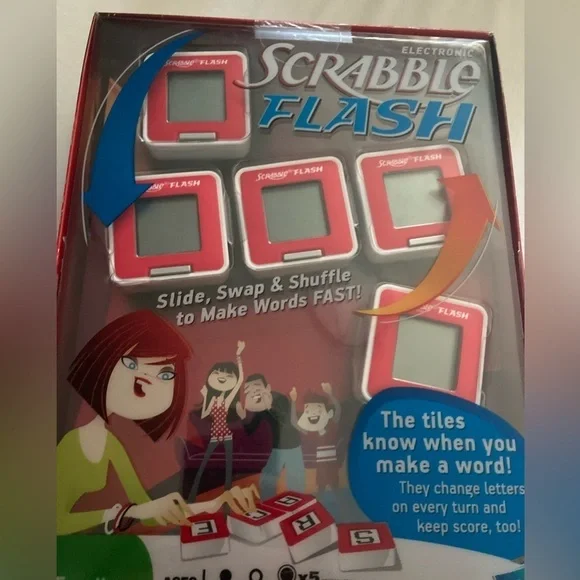 ELECTRONIC
SCRABBLE
FLASH
SCRABBLE FLASH
SCRABBLE FLASH
SCRABBLE FLASH
SCRABBLE FLASH
FLASH
Slide, Swap & Shuffle
to Make Words FAST!
The tiles
know when you
make a word!
They change letters
on every turn and
keep score, too!
E
G
R
S
x5